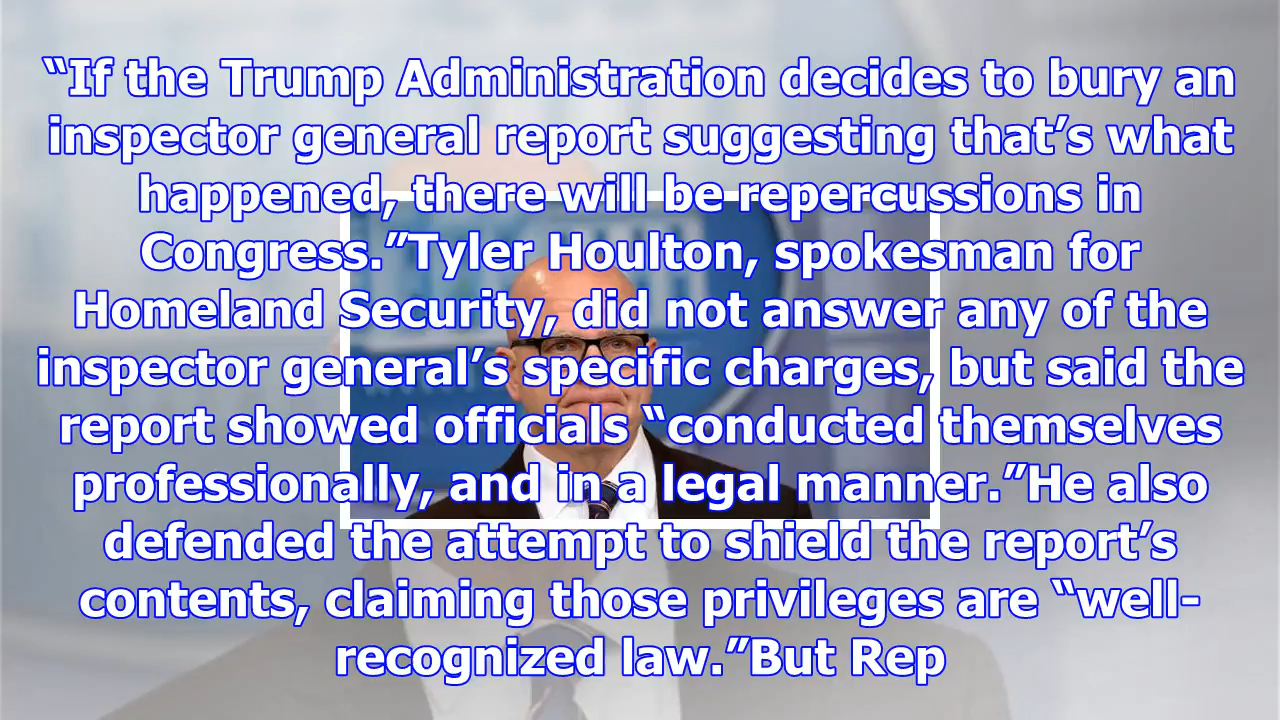 “If the Trump Administration decides to bury an
inspector general report suggesting that’s what
happened, there will be repercussions in
Congress.”Tyler Houlton, spokesman for
Homeland Security, did not answer any of the
inspector general’s specific charges, but said the
report showed officials “conducted themselves
professionally, and in a legal manner.”He also
defended the attempt to shield the report’s
contents, claiming those privileges are “well-
recognized law.”But Rep